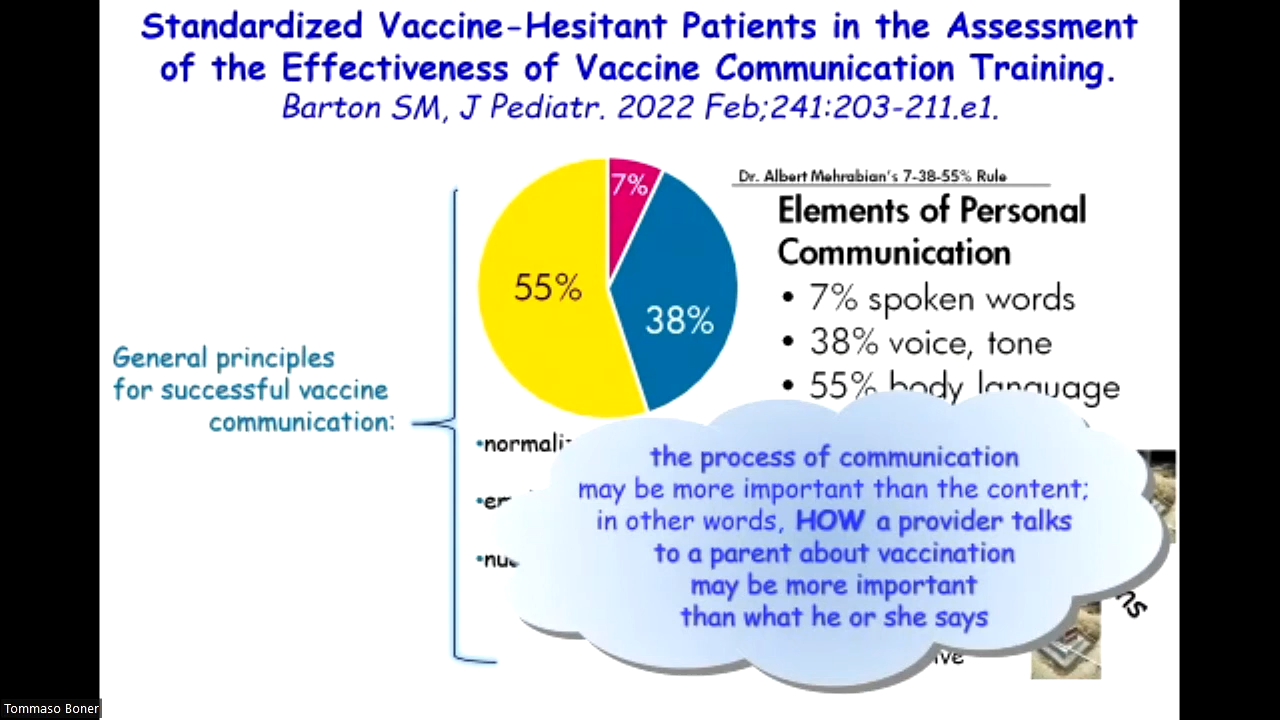 Standardized Vaccine-Hesitant Patients in the Assessment
of the Effectiveness of Vaccine Communication Training.
Barton SM, J Pediatr. 2022 Feb;241:203-211.e1.
7%
55%
38%
Dr. Albert Mehrabian's 7-38-55% Rule
Elements of Personal
Communication
• 7% spoken words
• 38% voice, tone
• 55% body language
General principles
for successful vaccine
communication:
the process of communication
may be more important than the content;
in other words, HOW a provider talks
to a parent about vaccination
may be more important
than what he or she says
Tommaso Boner